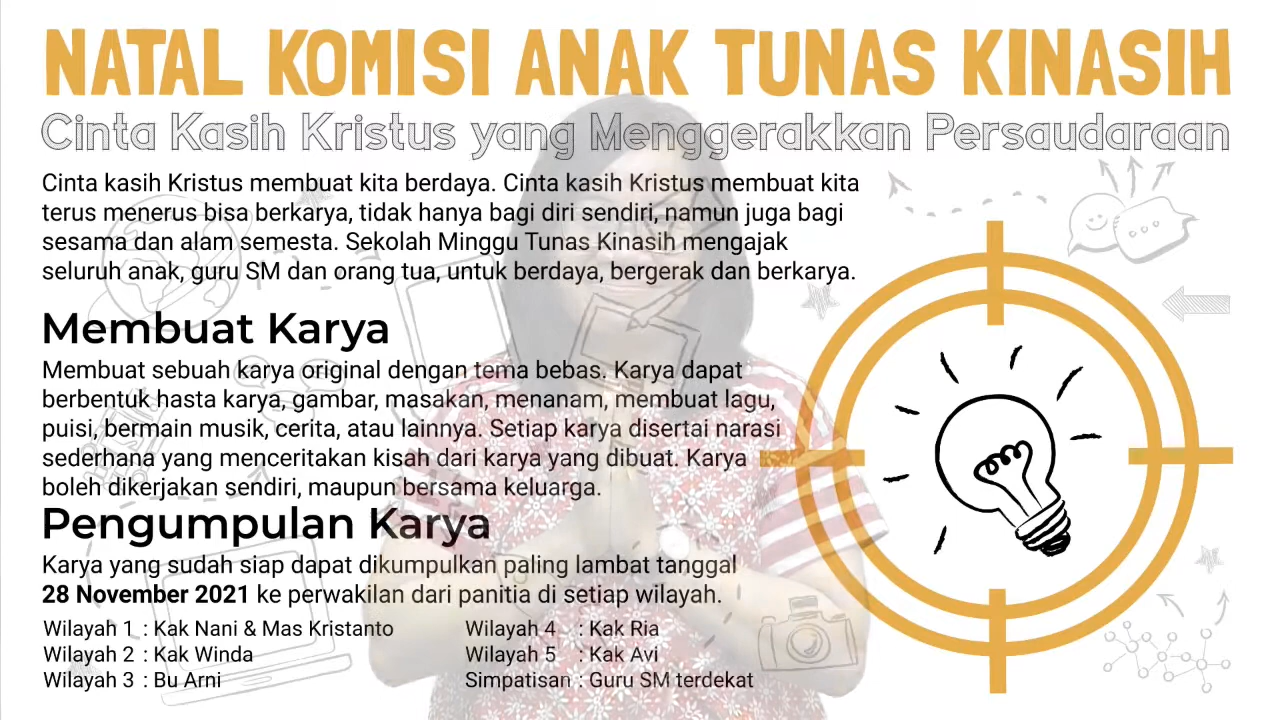 NATAL KOMISI ANAK TUNAS KINASIH
Cinta Kasih Kristus yang Menggerakkan Persaudaraan
Cinta kasih Kristus membuat kita berdaya. Cinta kasih Kristus membuat kita
terus menerus bisa berkarya, tidak hanya bagi diri sendiri, namun juga bagi
sesama dan alam semesta. Sekolah Minggu Tunas Kinasih mengajak
seluruh anak, guru SM dan orang tua, untuk berdaya, bergerak dan berkarya.
Membuat Karya
Membuat sebuah karya original dengan tema bebas. Karya dapat
berbentuk hasta karya, gambar, masakan, menanam, membuat lagu,
puisi, bermain musik, cerita, atau lainnya. Setiap karya disertai narasi
sederhana yang menceritakan kisah dari karya yang dibuat. Karya
boleh dikerjakan sendiri, maupun bersama keluarga.
Pengumpulan Karya
Karya yang sudah siap dapat dikumpulkan paling lambat tanggal
28 November 2021 ke perwakilan dari panitia di setiap wilayah.
Wilayah 1 : Kak Nani & Mas Kristanto
Wilayah 2 : Kak Winda
Wilayah 3 : Bu Arni
Wilayah 4 : Kak Ria
Wilayah 5 : Kak Avi
Simpatisan : Guru SM terdekat